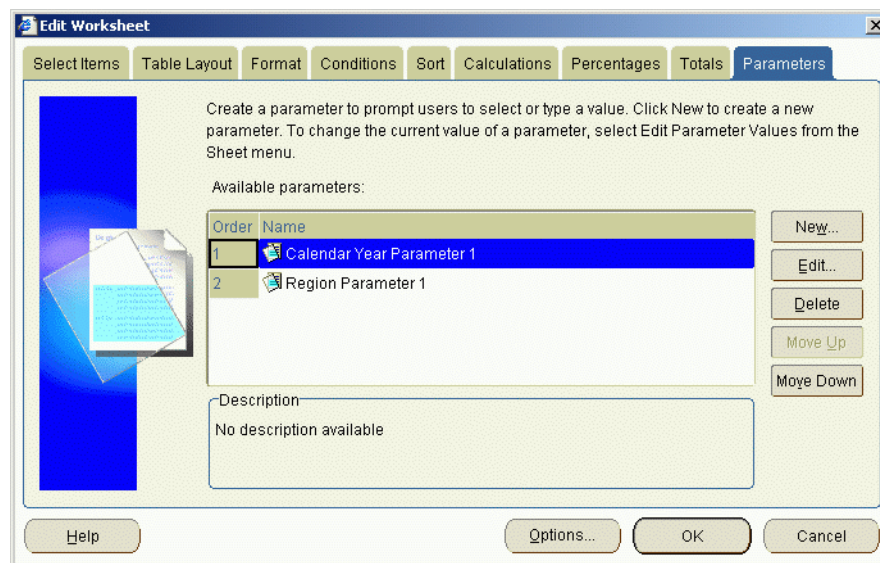 Edit Worksheet
Select Items Table Layout Format Conditions Sort Calculations Percentages Totals Parameters
Create a parameter to prompt users to select or type a value. Click New to create a new
parameter. To change the current value of a parameter, select Edit Parameter Values from the
Sheet menu.
Available parameters:
Order Name
1 Calendar Year Parameter 1
2 Region Parameter 1
New...
Edit...
Delete
Move Up
Move Down
Description
No description available
Help Options... OK Cancel